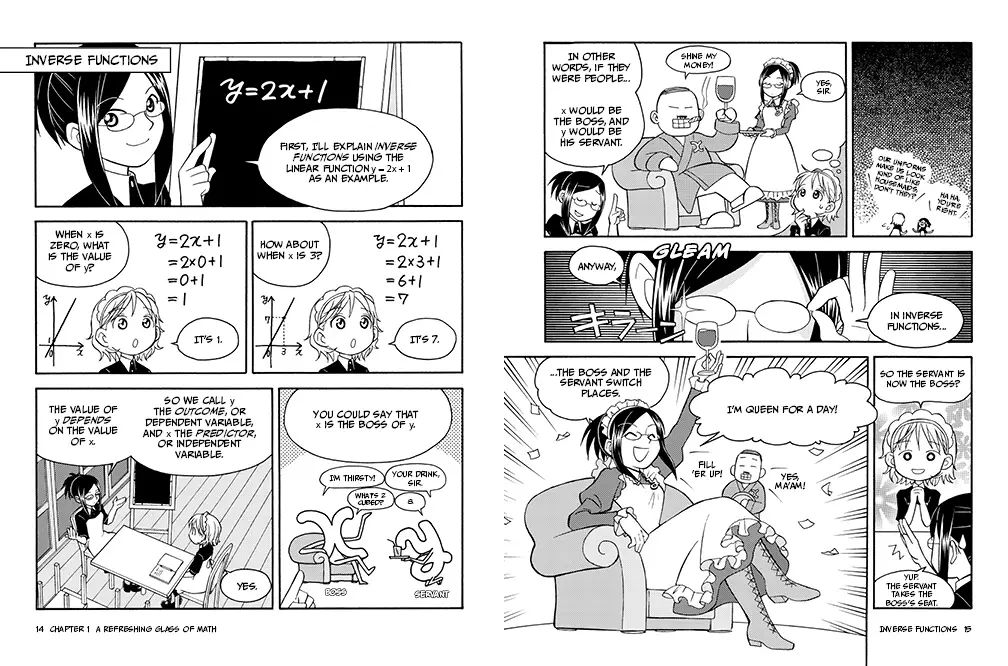 INVERSE FUNCTIONS
y=2x+1
FIRST, I'LL EXPLAIN INVERSE
FUNCTIONS USING THE
LINEAR FUNCTION y = 2x + 1
AS AN EXAMPLE.
WHEN x IS
ZERO, WHAT
IS THE VALUE
OF y?
y=2x+1
=2×0+1
=0+1
=1
y
1
0
x
IT'S 1.
HOW ABOUT
WHEN x IS 3?
y=2x+1
=2×3+1
=6+1
=7
y
7
0
3
x
IT'S 7.
THE VALUE OF
y DEPENDS
ON THE VALUE
OF x.
SO WE CALL y
THE OUTCOME, OR
DEPENDENT VARIABLE,
AND x THE PREDICTOR,
OR INDEPENDENT
VARIABLE.
YES.
YOU COULD SAY THAT
x IS THE BOSS OF y.
I'M THIRSTY!
YOUR DRINK,
SIR.
WHAT'S 2
CUBED?
8.
BOSS
SERVANT
14 CHAPTER 1 A REFRESHING GLASS OF MATH
IN OTHER
WORDS, IF THEY
WERE PEOPLE...
x WOULD BE
THE BOSS, AND
y WOULD BE
HIS SERVANT.
SHINE MY
MONEY!
YES,
SIR.
OUR UNIFORMS
MAKE US LOOK
KIND OF LIKE
HOUSEMAIDS,
DON'T THEY?
HA HA.
YOU'RE
RIGHT.
ANYWAY,
GLEAM
キラーン
IN INVERSE
FUNCTIONS...
...THE BOSS AND THE
SERVANT SWITCH
PLACES.
I'M QUEEN FOR A DAY!
FILL
'ER UP!
YES,
MA'AM!
SO THE SERVANT IS
NOW THE BOSS?
YUP.
THE SERVANT
TAKES THE
BOSS'S SEAT.
INVERSE FUNCTIONS 15